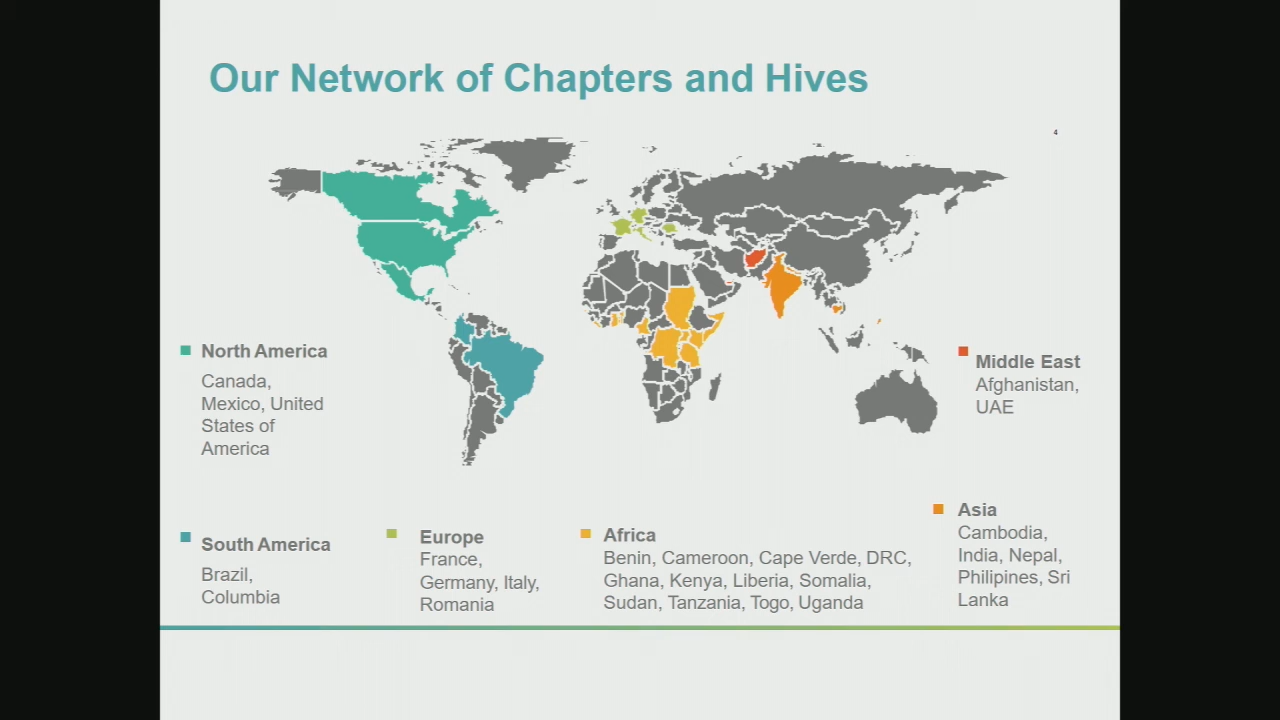 Our Network of Chapters and Hives
4
North America
Canada,
Mexico, United
States of
America
Middle East
Afghanistan,
UAE
South America
Brazil,
Columbia
Europe
France,
Germany, Italy,
Romania
Africa
Benin, Cameroon, Cape Verde, DRC,
Ghana, Kenya, Liberia, Somalia,
Sudan, Tanzania, Togo, Uganda
Asia
Cambodia,
India, Nepal,
Philipines, Sri
Lanka